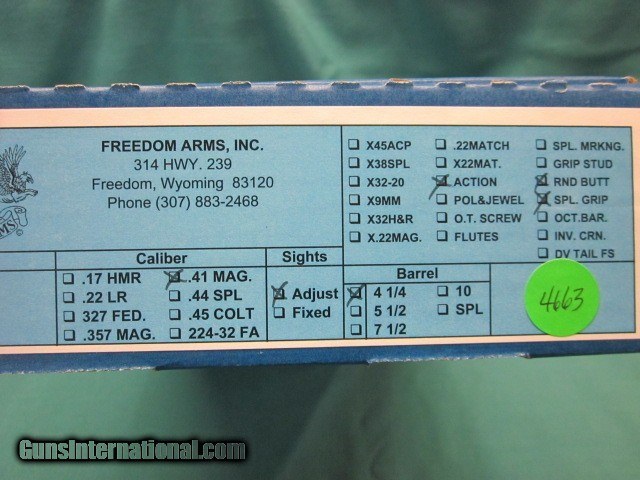 FREEDOM ARMS, INC.
314 HWY. 239
Freedom, Wyoming 83120
Phone (307) 883-2468
X45ACP
.22MATCH
SPL. MRKNG.
X38SPL
X22MAT.
GRIP STUD
X32-20
ACTION
RND BUTT
X9MM
POL&JEWEL
SPL. GRIP
X32H&R
O.T. SCREW
OCT.BAR.
X.22MAG.
FLUTES
INV. CRN.
DV TAIL FS
Caliber
.17 HMR
.41 MAG.
.22 LR
.44 SPL
327 FED.
.45 COLT
.357 MAG.
224-32 FA
Sights
Adjust
Fixed
Barrel
4 1/4
10
5 1/2
SPL
7 1/2
4663
GunsInternational.com